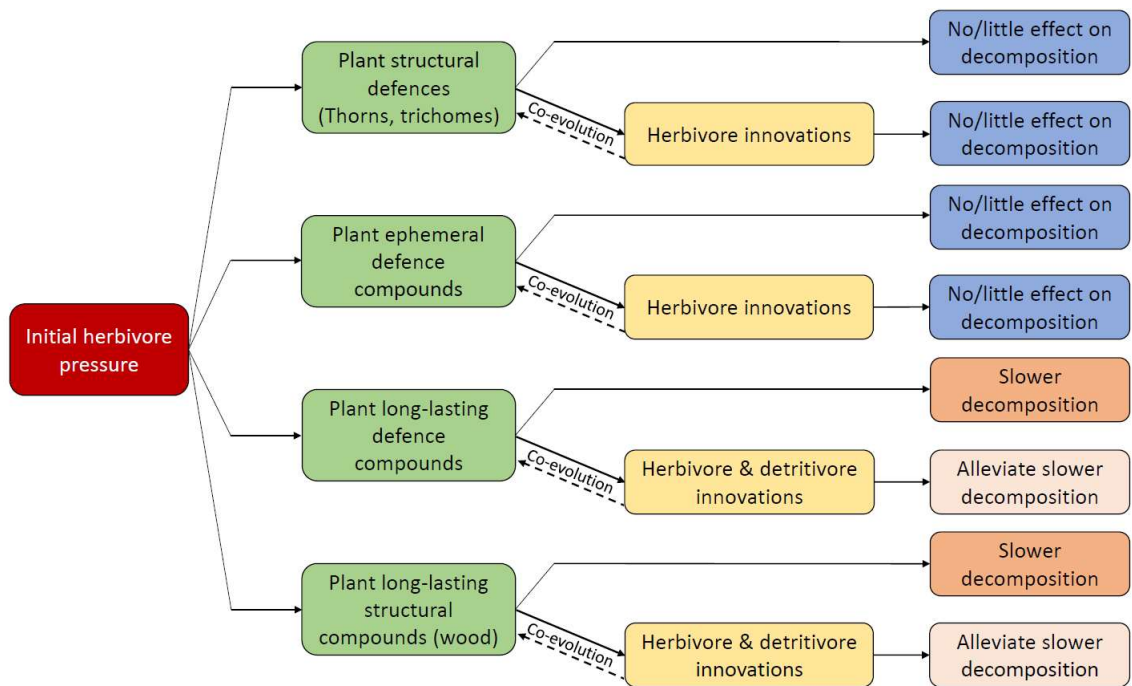 Initial herbivore
pressure
Plant structural
defences
(Thorns, trichomes)
No/little effect on
decomposition
Co-evolution
Herbivore innovations
No/little effect on
decomposition
Plant ephemeral
defence
compounds
No/little effect on
decomposition
Co-evolution
Herbivore innovations
No/little effect on
decomposition
Plant long-lasting
defence
compounds
Slower
decomposition
Co-evolution
Herbivore & detritivore
innovations
Alleviate slower
decomposition
Plant long-lasting
structural
compounds (wood)
Slower
decomposition
Co-evolution
Herbivore & detritivore
innovations
Alleviate slower
decomposition